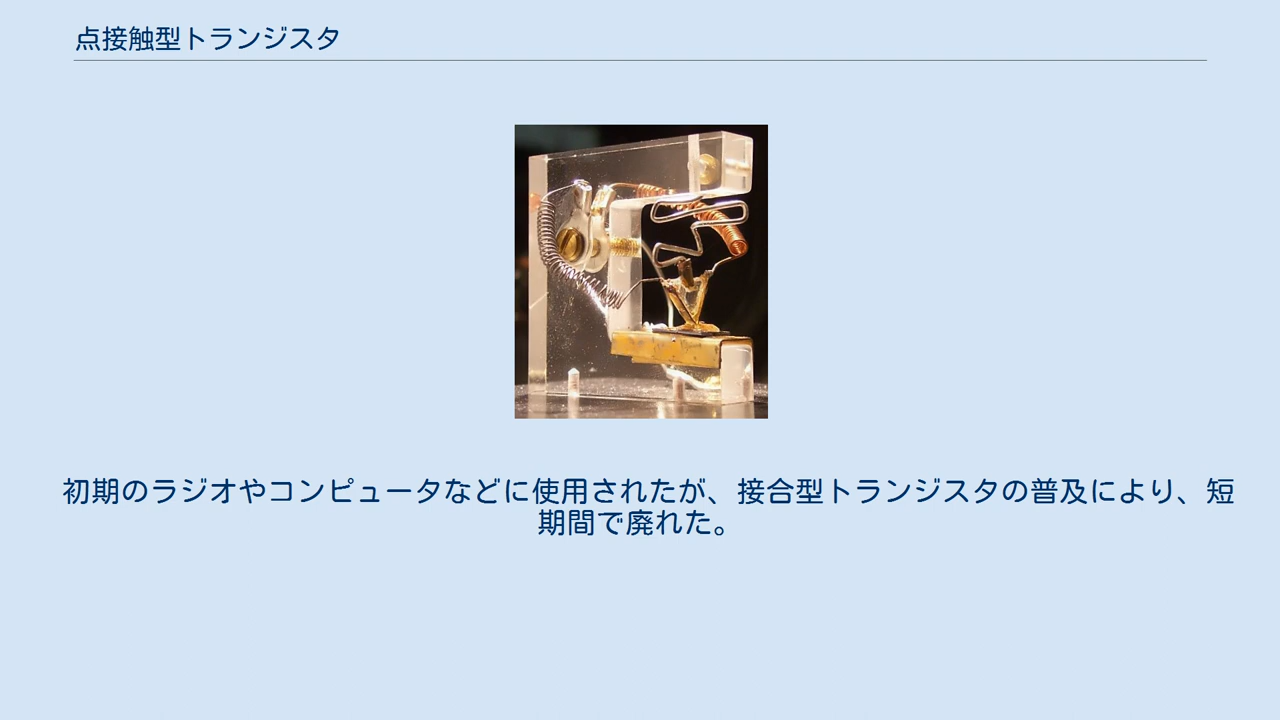 点接触型トランジスタ
初期のラジオやコンピュータなどに使用されたが、接合型トランジスタの普及により、短
期間で廃れた。